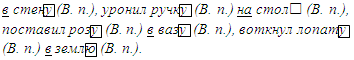 в стену (В. п.), уронил ручку (В. п.) на стол (В. п.),
поставил розу (В. п.) в вазу (В. п.), воткнул лопату
(В. п.) в землю (В. п.).